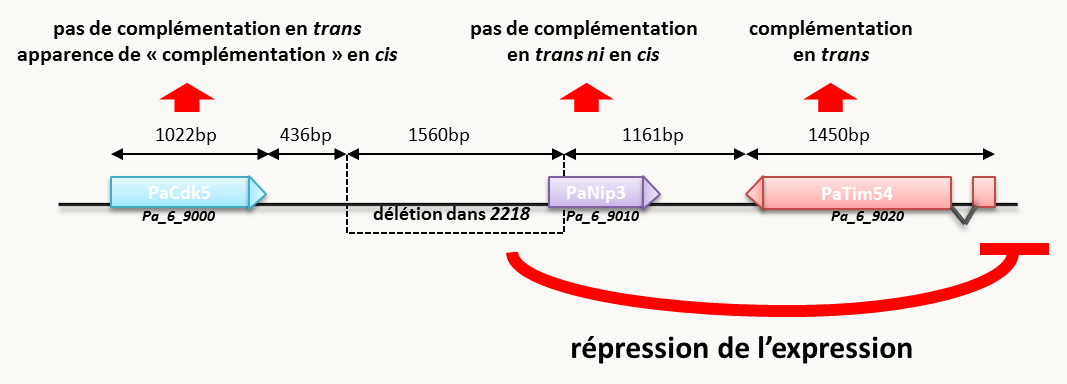 pas de complémentation en trans
apparence de « complémentation » en cis
pas de complémentation
en trans ni en cis
complémentation
en trans
1022bp
436bp
1560bp
1161bp
1450bp
PaCdk5
PaNip3
PaTim54
Pa_6_9000
délétion dans 2218
Pa_6_9010
Pa_6_9020
répression de l’expression